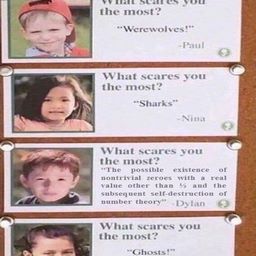 What scares you
the most?
"Werewolves!"
-Paul
What scares you
the most?
"Sharks"
-Nina
What scares you
the most?
"The possible existence of
nontrivial zeroes with a real
value other than ½ and the
subsequent self-destruction of
number theory" -Dylan
What scares you
the most?
"Ghosts!"